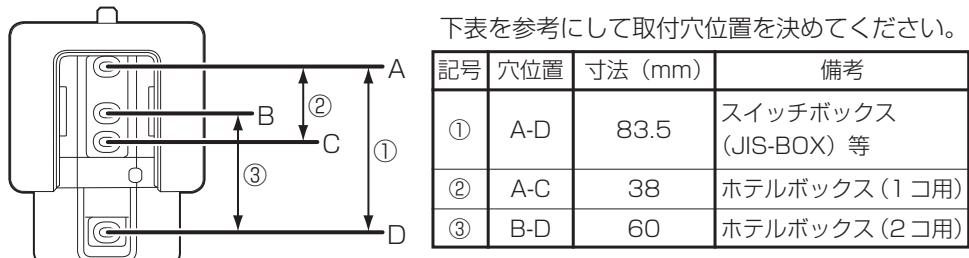 下表を参考にして取付穴位置を決めてください。
A
B
C
D
②
①
③
記号 穴位置 寸法（mm） 備考
① A-D 83.5 スイッチボックス
（JIS-BOX）等
② A-C 38 ホテルボックス（1コ用）
③ B-D 60 ホテルボックス（2コ用）